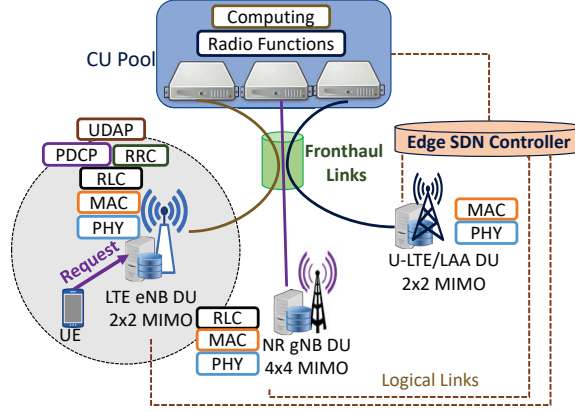 Computing
Radio Functions
CU Pool
UDAP
PDCP
RRC
RLC
MAC
PHY
Request
UE
LTE eNB DU
2x2 MIMO
Fronthaul
Links
Edge SDN Controller
MAC
PHY
U-LTE/LAA DU
2x2 MIMO
RLC
MAC
PHY
NR gNB DU
4x4 MIMO
Logical Links